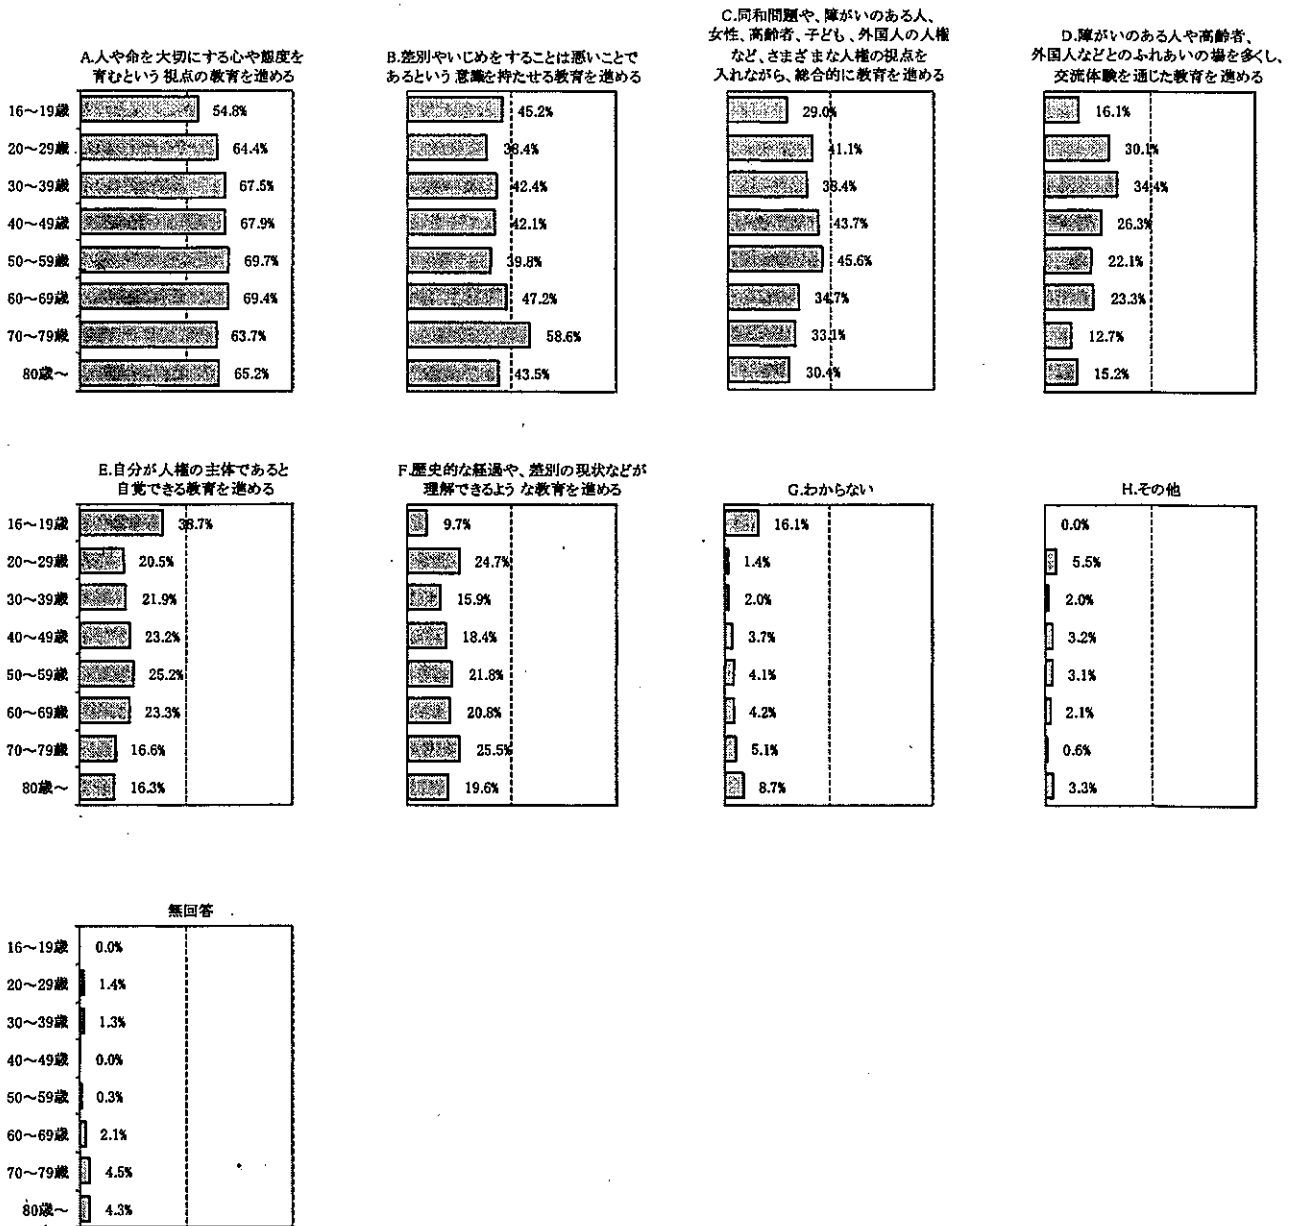 A.人や命を大切にする心や態度を
育むという視点の教育を進める
16～19歳 54.8%
20～29歳 64.4%
30～39歳 67.5%
40～49歳 67.9%
50～59歳 69.7%
60～69歳 69.4%
70～79歳 63.7%
80歳～ 65.2%
B.差別やいじめをすることは悪いことで
あるという意識を持たせる教育を進める
45.2%
38.4%
42.4%
42.1%
39.8%
47.2%
58.6%
43.5%
C.同和問題や、障がいのある人、
女性、高齢者、子ども、外国人の人権
など、さまざまな人権の視点を
入れながら、総合的に教育を進める
29.0%
41.1%
38.4%
43.7%
45.6%
34.7%
33.1%
30.4%
D.障がいのある人や高齢者、
外国人などとのふれあいの場を多くし、
交流体験を通じた教育を進める
16.1%
30.1%
34.4%
26.3%
22.1%
23.3%
12.7%
15.2%
E.自分が人権の主体であると
自覚できる教育を進める
16～19歳 38.7%
20～29歳 20.5%
30～39歳 21.9%
40～49歳 23.2%
50～59歳 25.2%
60～69歳 23.3%
70～79歳 16.6%
80歳～ 16.3%
F.歴史的な経過や、差別の現状などが
理解できるような教育を進める
9.7%
24.7%
15.9%
18.4%
21.8%
20.8%
25.5%
19.6%
G.わからない
16.1%
1.4%
2.0%
3.7%
4.1%
4.2%
5.1%
8.7%
H.その他
0.0%
5.5%
2.0%
3.2%
3.1%
2.1%
0.6%
3.3%
無回答
16～19歳 0.0%
20～29歳 1.4%
30～39歳 1.3%
40～49歳 0.0%
50～59歳 0.3%
60～69歳 2.1%
70～79歳 4.5%
80歳～ 4.3%